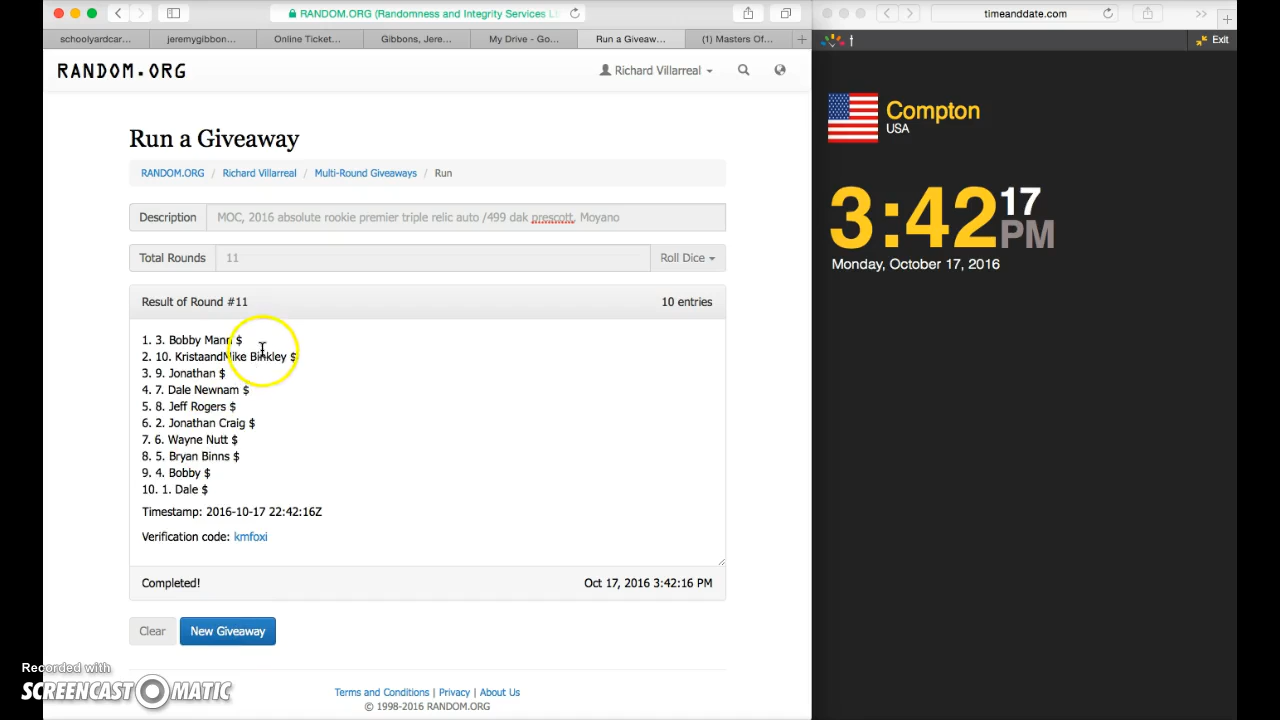 RANDOM.ORG (Randomness and Integrity Services L
timeanddate.com
schoolyardcar...
jeremygibbon...
Online Ticket...
Gibbons, Jere...
My Drive - Go...
Run a Giveaw...
(1) Masters Of...
Exit
RANDOM.ORG
Richard Villarreal
Compton
USA
Run a Giveaway
RANDOM.ORG / Richard Villarreal / Multi-Round Giveaways / Run
Description MOC, 2016 absolute rookie premier triple relic auto /499 dak prescott, Moyano
3:42 17 PM
Monday, October 17, 2016
Total Rounds 11 Roll Dice
Result of Round #11 10 entries
1. 3. Bobby Mann $
2. 10. KristaandMike Binkley $
3. 9. Jonathan $
4. 7. Dale Newnam $
5. 8. Jeff Rogers $
6. 2. Jonathan Craig $
7. 6. Wayne Nutt $
8. 5. Bryan Binns $
9. 4. Bobby $
10. 1. Dale $
Timestamp: 2016-10-17 22:42:16Z
Verification code: kmfoxi
Completed! Oct 17, 2016 3:42:16 PM
Clear New Giveaway
Recorded with
SCREENCAST-O-MATIC
Terms and Conditions | Privacy | About Us
© 1998-2016 RANDOM.ORG